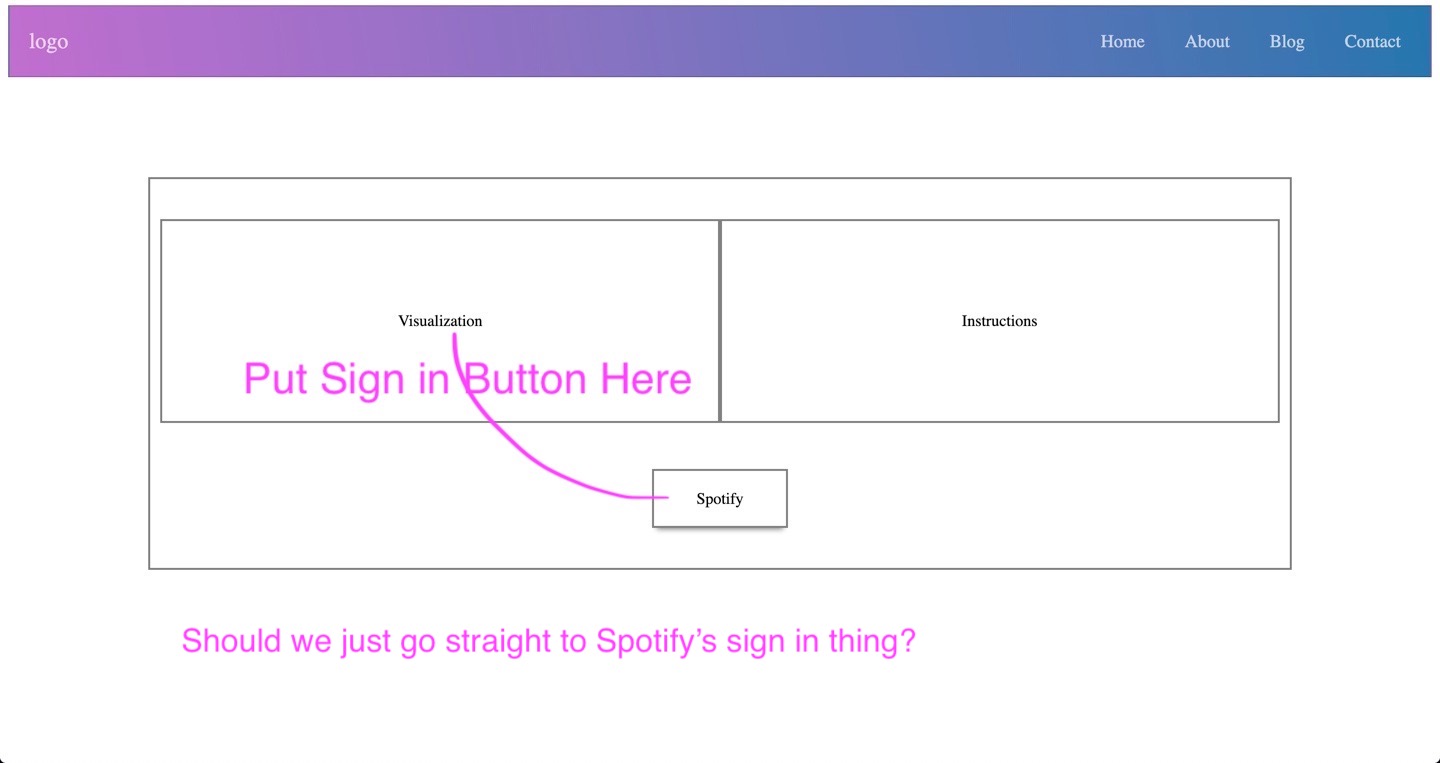 logo
Home
About
Blog
Contact
Visualization
Instructions
Put Sign in Button Here
Spotify
Should we just go straight to Spotify’s sign in thing?